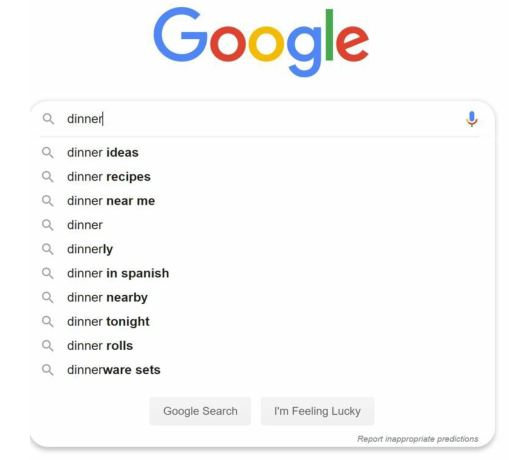 Google
dinner
dinner ideas
dinner recipes
dinner near me
dinner
dinnerly
dinner in spanish
dinner nearby
dinner tonight
dinner rolls
dinnerware sets
Google Search I'm Feeling Lucky
Report inappropriate predictions